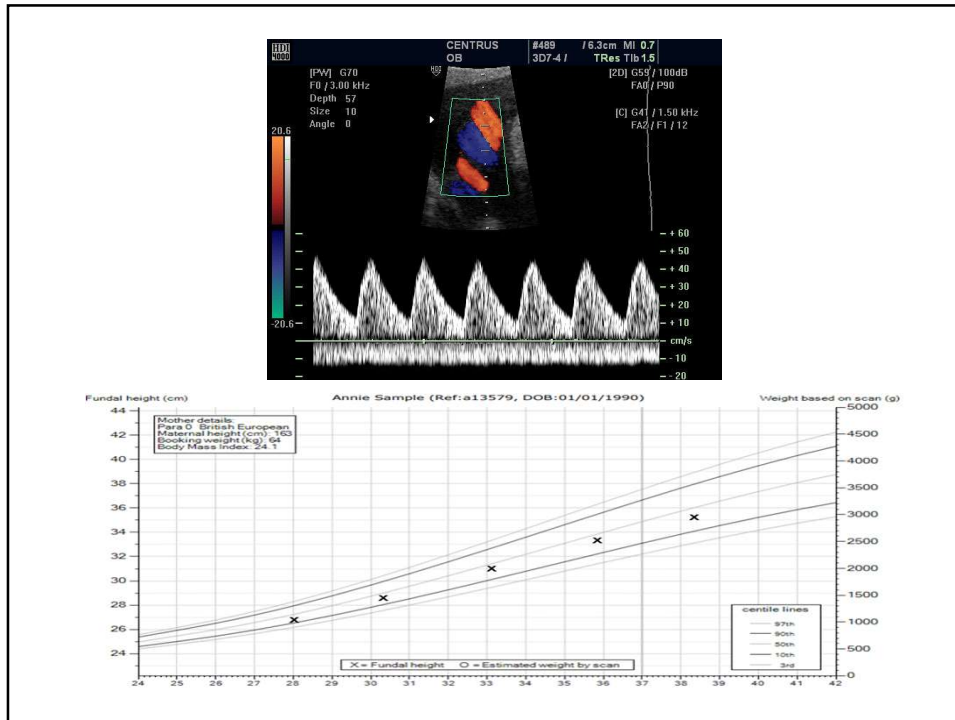 HDI
4000
CENTRUS
OB
#489
3D7-4 /
/ 6.3cm MI 0.7
TRes TIb 1.5
[PW] G70
F0 / 3.00 kHz
Depth 57
Size 10
Angle 0
[2D] G59 / 100dB
FA0 / P90
[C] G41 / 1.50 kHz
FA2 / F1 / 12
20.6
-20.6
+ 60
+ 50
+ 40
+ 30
+ 20
+ 10
cm/s
- 10
- 20
Fundal height (cm)
Annie Sample (Ref:a13579, DOB:01/01/1990)
Weight based on scan (g)
Mother details:
Para 0 British European
Maternal height (cm): 163
Booking weight (kg): 64
Body Mass Index: 24.1
44
42
40
38
36
34
32
30
28
26
24
5000
4500
4000
3500
3000
2500
2000
1500
1000
500
0
centile lines
97th
90th
50th
10th
3rd
X = Fundal height O = Estimated weight by scan
24 25 26 27 28 29 30 31 32 33 34 35 36 37 38 39 40 41 42